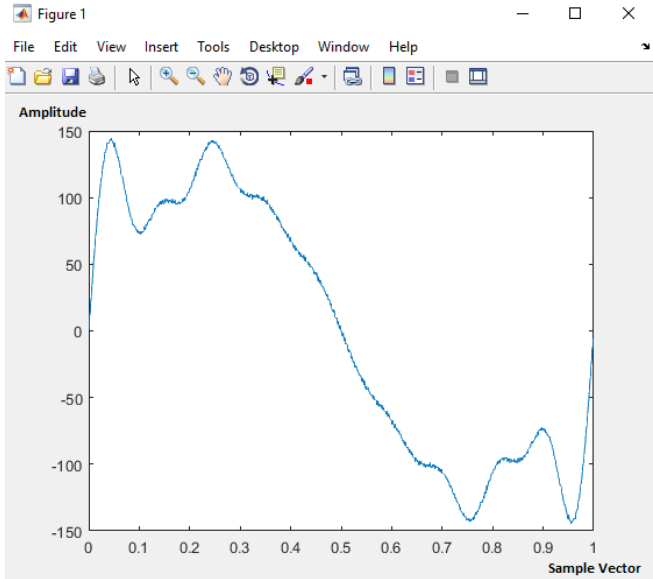 Figure 1
File Edit View Insert Tools Desktop Window Help
Amplitude
150
100
50
0
-50
-100
-150
0 0.1 0.2 0.3 0.4 0.5 0.6 0.7 0.8 0.9 1
Sample Vector